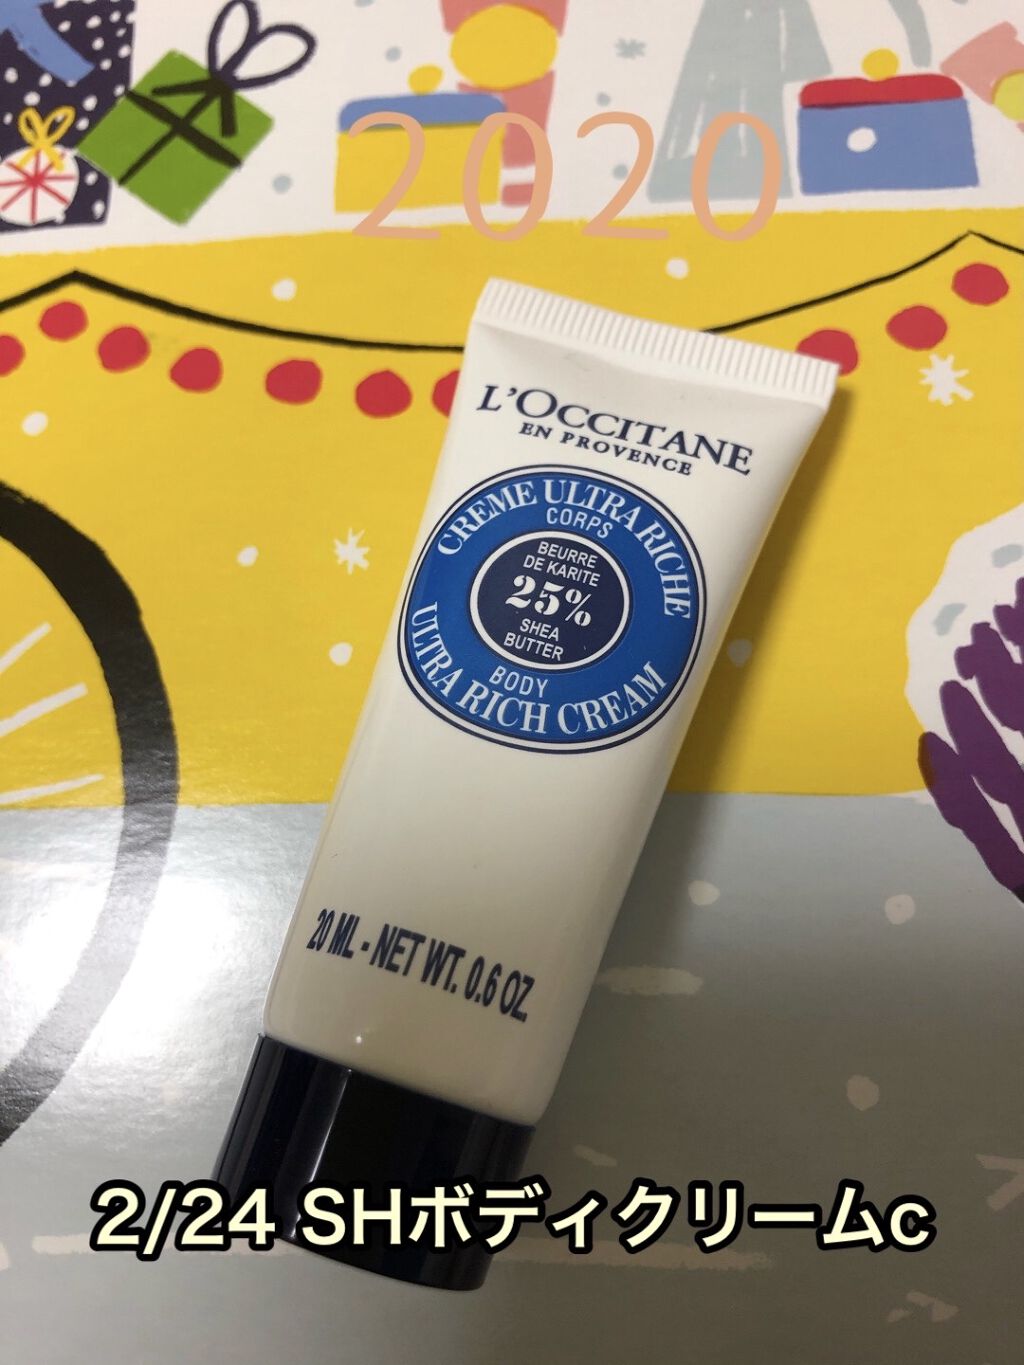 2020
L'OCCITANE
EN PROVENCE
CREME ULTRA RICHE
CORPS
BEURRE
DE KARITE
25%
SHEA
BUTTER
BODY
ULTRA RICH CREAM
20 ML - NET WT. 0.6 OZ.
2/24 SHボディクリームc